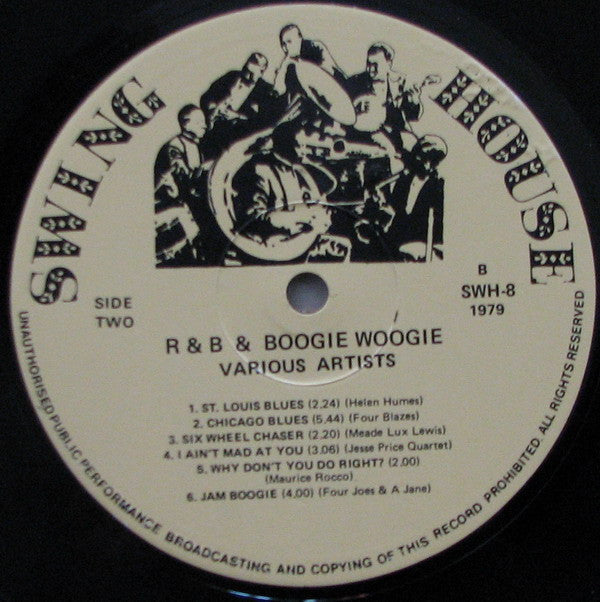 SWING HOUSE
SIDE
TWO
B
SWH-8
1979
R & B & BOOGIE WOOGIE
VARIOUS ARTISTS
1. ST. LOUIS BLUES (2.24) (Helen Humes)
2. CHICAGO BLUES (5.44) (Four Blazes)
3. SIX WHEEL CHASER (2.20) (Meade Lux Lewis)
4. I AIN'T MAD AT YOU (3.06) (Jesse Price Quartet)
5. WHY DON'T YOU DO RIGHT? (2.00)
(Maurice Rocco)
6. JAM BOOGIE (4.00) (Four Joes & A Jane)
UNAUTHORISED PUBLIC PERFORMANCE BROADCASTING AND COPYING OF THIS RECORD PROHIBITED. ALL RIGHTS RESERVED